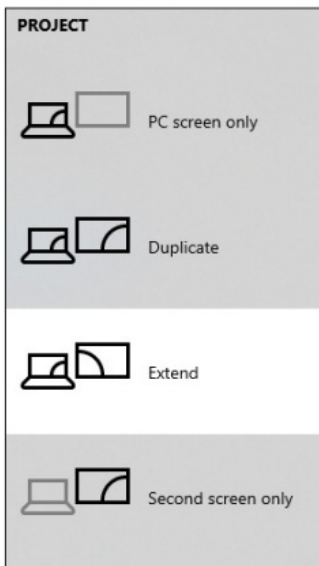 PROJECT
PC screen only
Duplicate
Extend
Second screen only